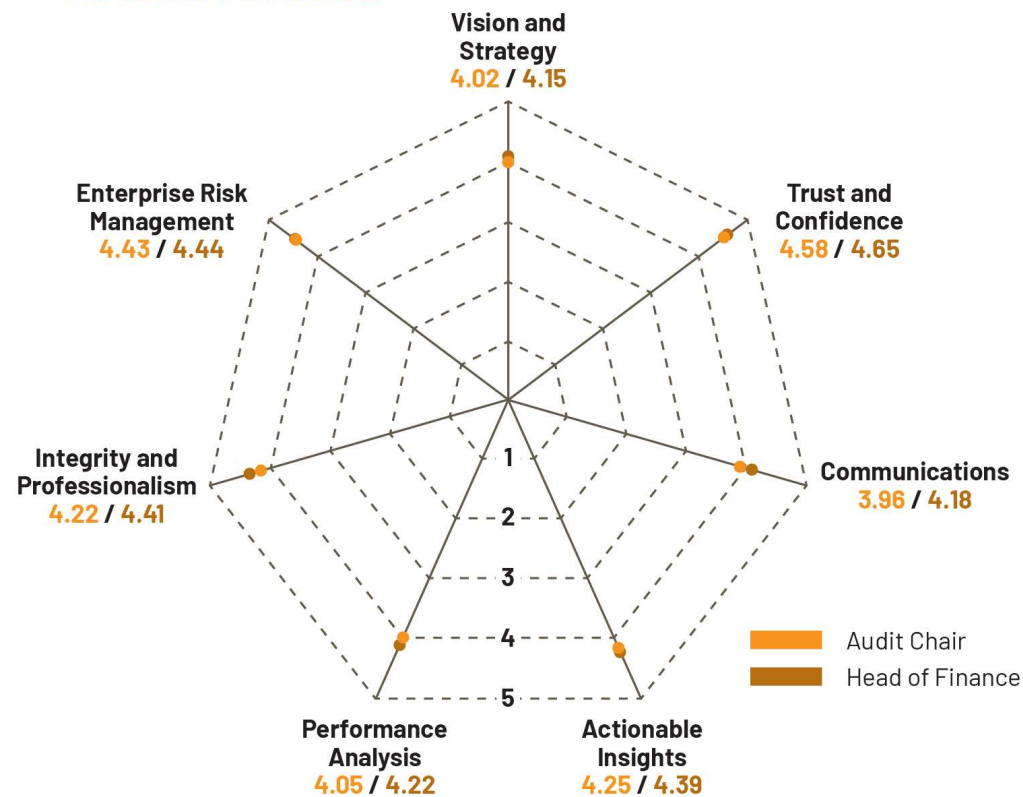 Vision and
Strategy
4.02 / 4.15
Enterprise Risk
Management
4.43 / 4.44
Trust and
Confidence
4.58 / 4.65
Integrity and
Professionalism
4.22 / 4.41
Communications
3.96 / 4.18
1
2
3
4
5
Audit Chair
Head of Finance
Performance
Analysis
4.05 / 4.22
Actionable
Insights
4.25 / 4.39